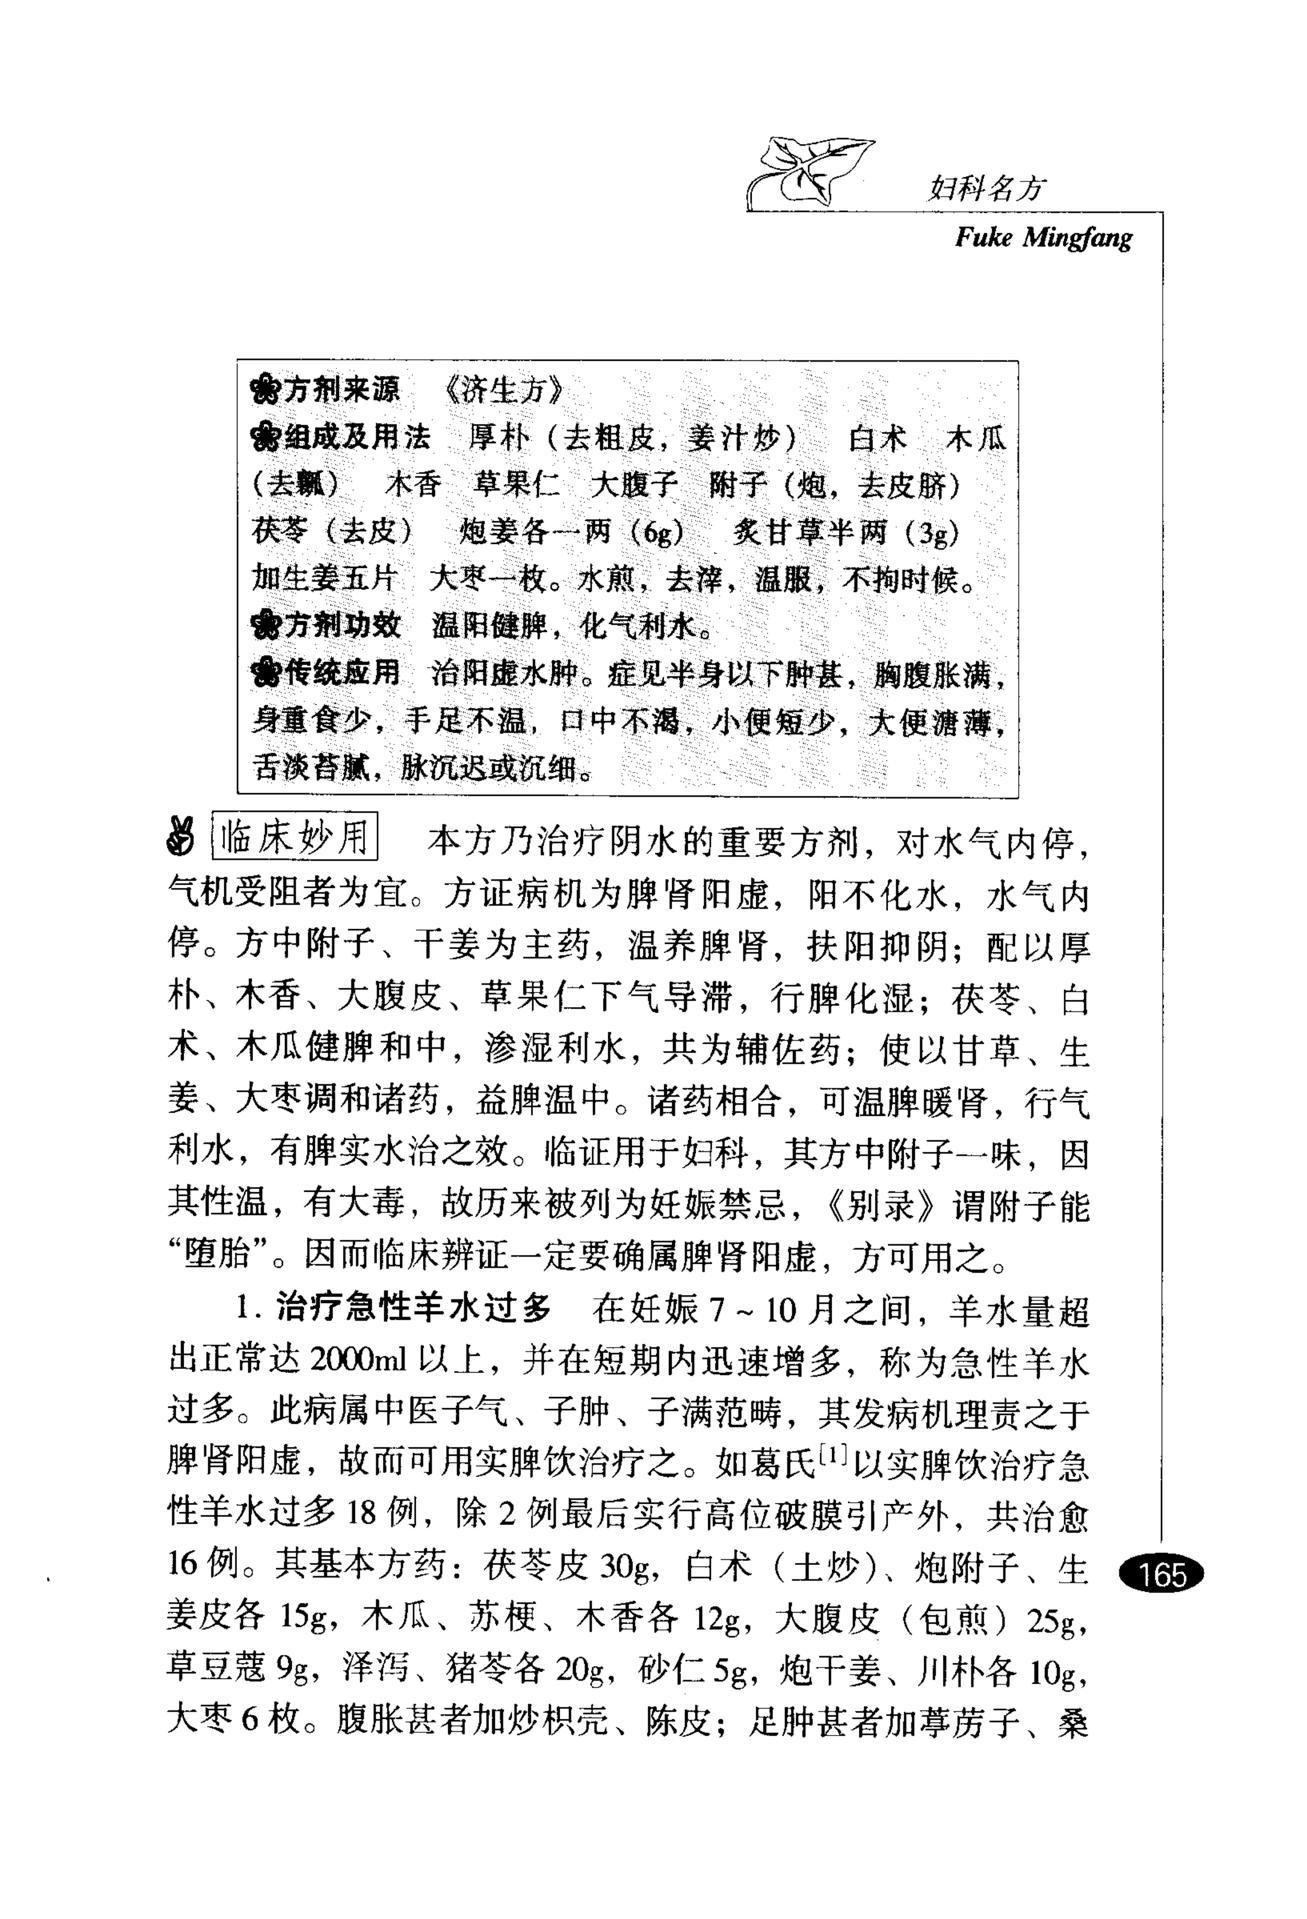 妇科名方
Fuke Mingfang
方剂来源　《济生方》
组成及用法　厚朴（去粗皮，姜汁炒）　白术　木瓜
（去瓤）　木香　草果仁　大腹子　附子（炮，去皮脐）
茯苓（去皮）　炮姜各一两（6g）　炙甘草半两（3g）
加生姜五片　大枣一枚。水煎，去滓，温服，不拘时候。
方剂功效　温阳健脾，化气利水。
传统应用　治阳虚水肿。症见半身以下肿甚，胸腹胀满，
身重食少，手足不温，口中不渴，小便短少，大便溏薄，
舌淡苔腻，脉沉迟或沉细。
临床妙用　本方乃治疗阴水的重要方剂，对水气内停，
气机受阻者为宜。方证病机为脾肾阳虚，阳不化水，水气内
停。方中附子、干姜为主药，温养脾肾，扶阳抑阴；配以厚
朴、木香、大腹皮、草果仁下气导滞，行脾化湿；茯苓、白
术、木瓜健脾和中，渗湿利水，共为辅佐药；使以甘草、生
姜、大枣调和诸药，益脾温中。诸药相合，可温脾暖肾，行气
利水，有脾实水治之效。临证用于妇科，其方中附子一味，因
其性温，有大毒，故历来被列为妊娠禁忌，《别录》谓附子能
“堕胎”。因而临床辨证一定要确属脾肾阳虚，方可用之。
1. 治疗急性羊水过多　在妊娠 7～10 月之间，羊水量超
出正常达 2000ml 以上，并在短期内迅速增多，称为急性羊水
过多。此病属中医子气、子肿、子满范畴，其发病机理责之于
脾肾阳虚，故而可用实脾饮治疗之。如葛氏[1]以实脾饮治疗急
性羊水过多 18 例，除 2 例最后实行高位破膜引产外，共治愈
16 例。其基本方药：茯苓皮 30g，白术（土炒）、炮附子、生
姜皮各 15g，木瓜、苏梗、木香各 12g，大腹皮（包煎）25g，
草豆蔻 9g，泽泻、猪苓各 20g，砂仁 5g，炮干姜、川朴各 10g，
大枣 6 枚。腹胀甚者加炒枳壳、陈皮；足肿甚者加葶苈子、桑
165